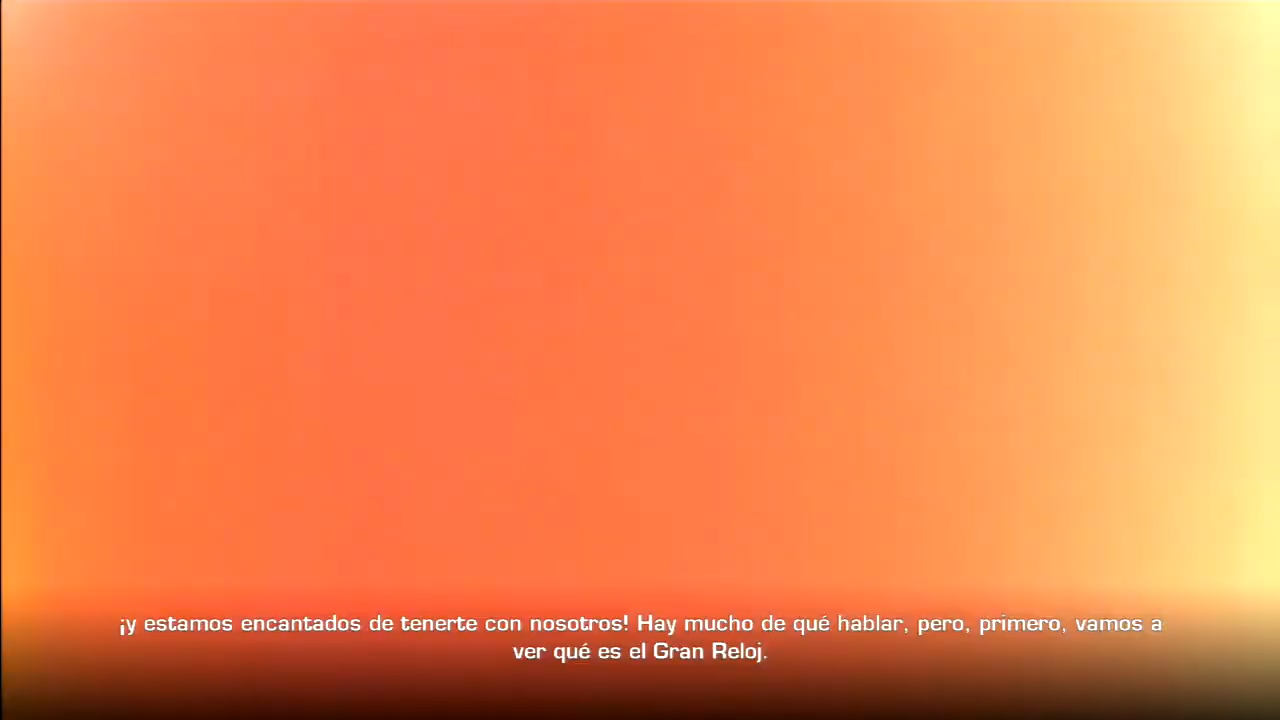 ¡y estamos encantados de tenerte con nosotros! Hay mucho de qué hablar, pero, primero, vamos a
ver qué es el Gran Reloj.